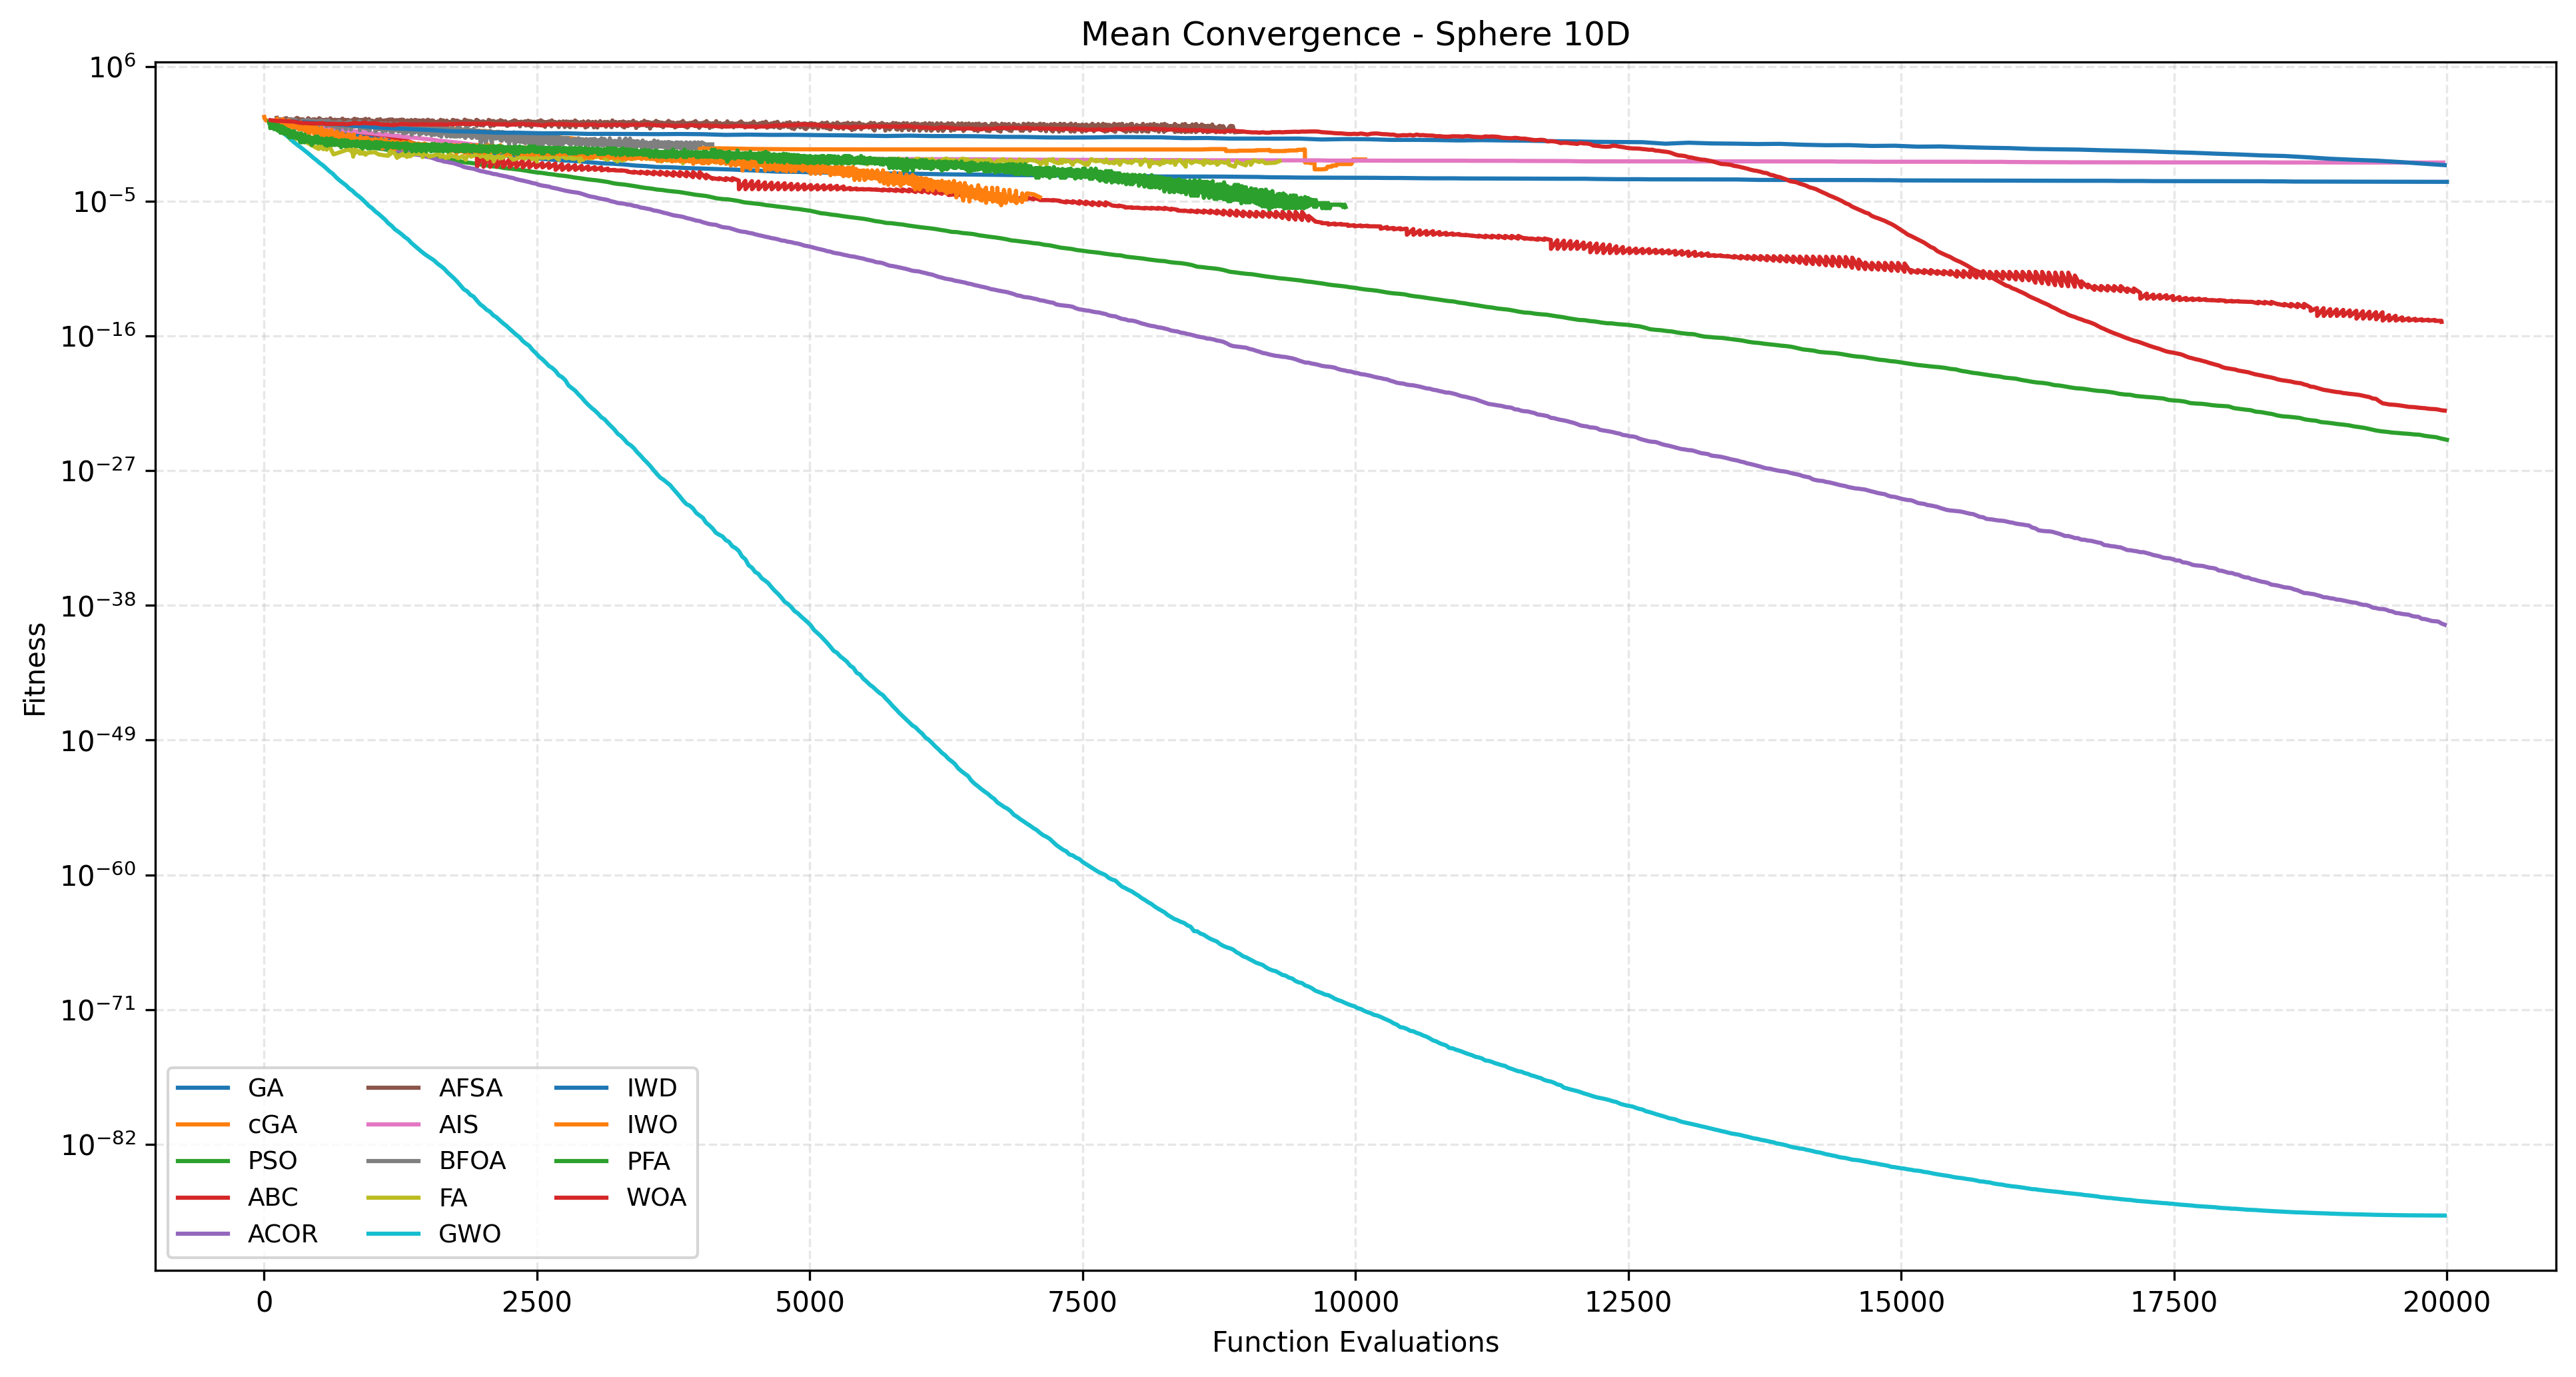 Mean Convergence - Sphere 10D
10⁶
10⁻⁵
10⁻¹⁶
10⁻²⁷
10⁻³⁸
10⁻⁴⁹
10⁻⁶⁰
10⁻⁷¹
10⁻⁸²
Fitness
GA
cGA
PSO
ABC
ACOR
AFSA
AIS
BFOA
FA
GWO
IWD
IWO
PFA
WOA
0 2500 5000 7500 10000 12500 15000 17500 20000
Function Evaluations